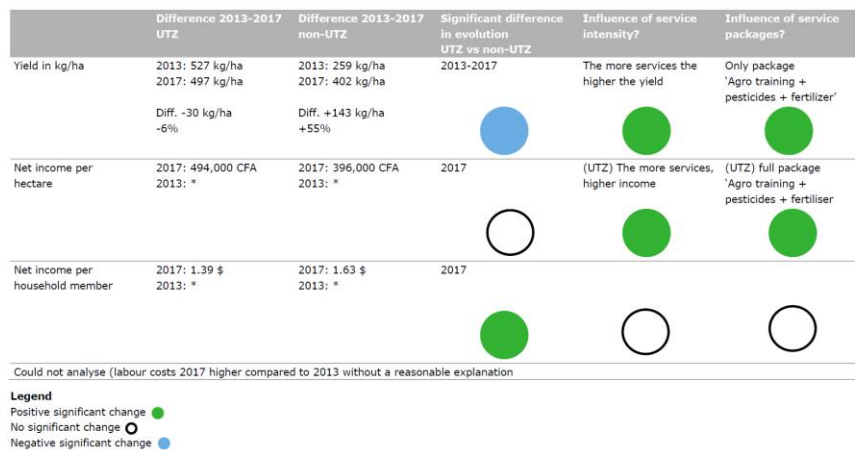 Difference 2013-2017 UTZ
Difference 2013-2017 non-UTZ
Significant difference in evolution UTZ vs non-UTZ
Influence of service intensity?
Influence of service packages?
Yield in kg/ha
2013: 527 kg/ha
2017: 497 kg/ha
Diff. -30 kg/ha
-6%
2013: 259 kg/ha
2017: 402 kg/ha
Diff. +143 kg/ha
+55%
2013-2017
The more services the
higher the yield
Only package
'Agro training +
pesticides + fertilizer'
Net income per
hectare
2017: 494,000 CFA
2013: *
2017: 396,000 CFA
2013: *
2017
(UTZ) The more services,
higher income
(UTZ) full package
'Agro training +
pesticides + fertiliser
Net income per
household member
2017: 1.39 $
2013: *
2017: 1.63 $
2013: *
2017
Could not analyse (labour costs 2017 higher compared to 2013 without a reasonable explanation
Legend
Positive significant change
No significant change
Negative significant change